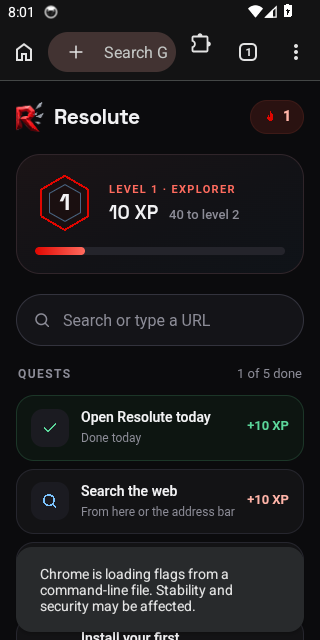 8:01
Search G
1
Resolute
1
1
LEVEL 1 · EXPLORER
10 XP 40 to level 2
Search or type a URL
QUESTS 1 of 5 done
Open Resolute today
Done today
+10 XP
Search the web
From here or the address bar
+10 XP
Chrome is loading flags from a
command-line file. Stability and
security may be affected.
Install your first